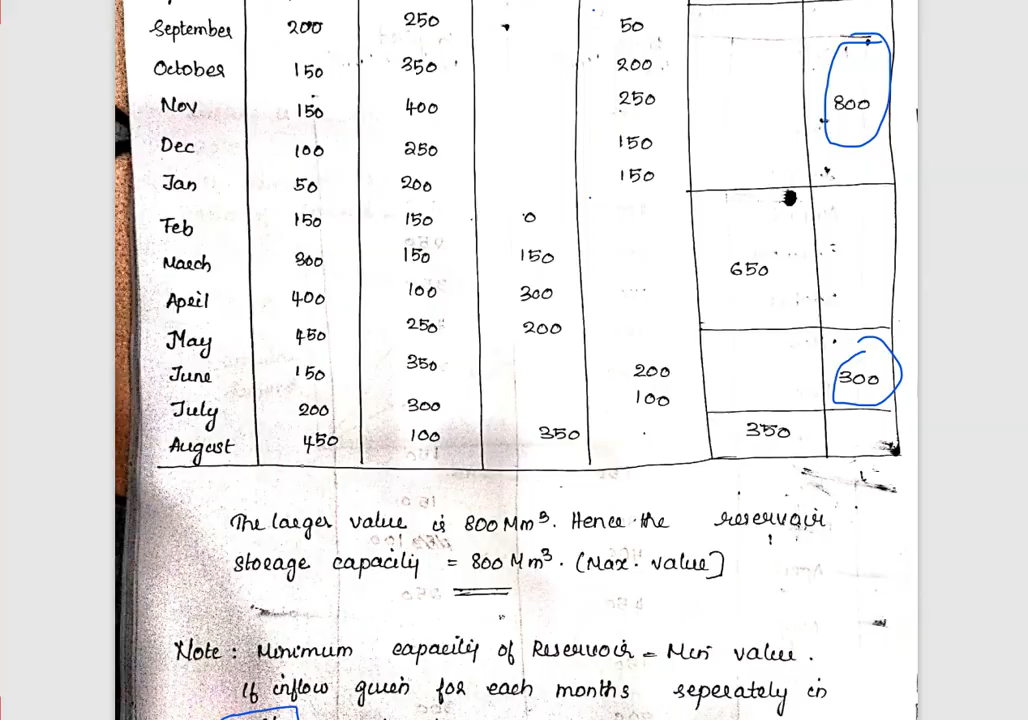 September 200 250 50
October 150 350 200
Nov 150 400 250 800
Dec 100 250 150
Jan 50 200 150
Feb 150 150 0
March 300 150 150 650
April 400 100 300
May 450 250 200
June 150 350 200 300
July 200 300 100
August 450 100 350 350
The larger value is 800 Mm³. Hence the reservoir
storage capacity = 800 Mm³. (Max. value]
Note : Minimum capacity of Reservoir = Min value.
If inflow given for each months seperately in